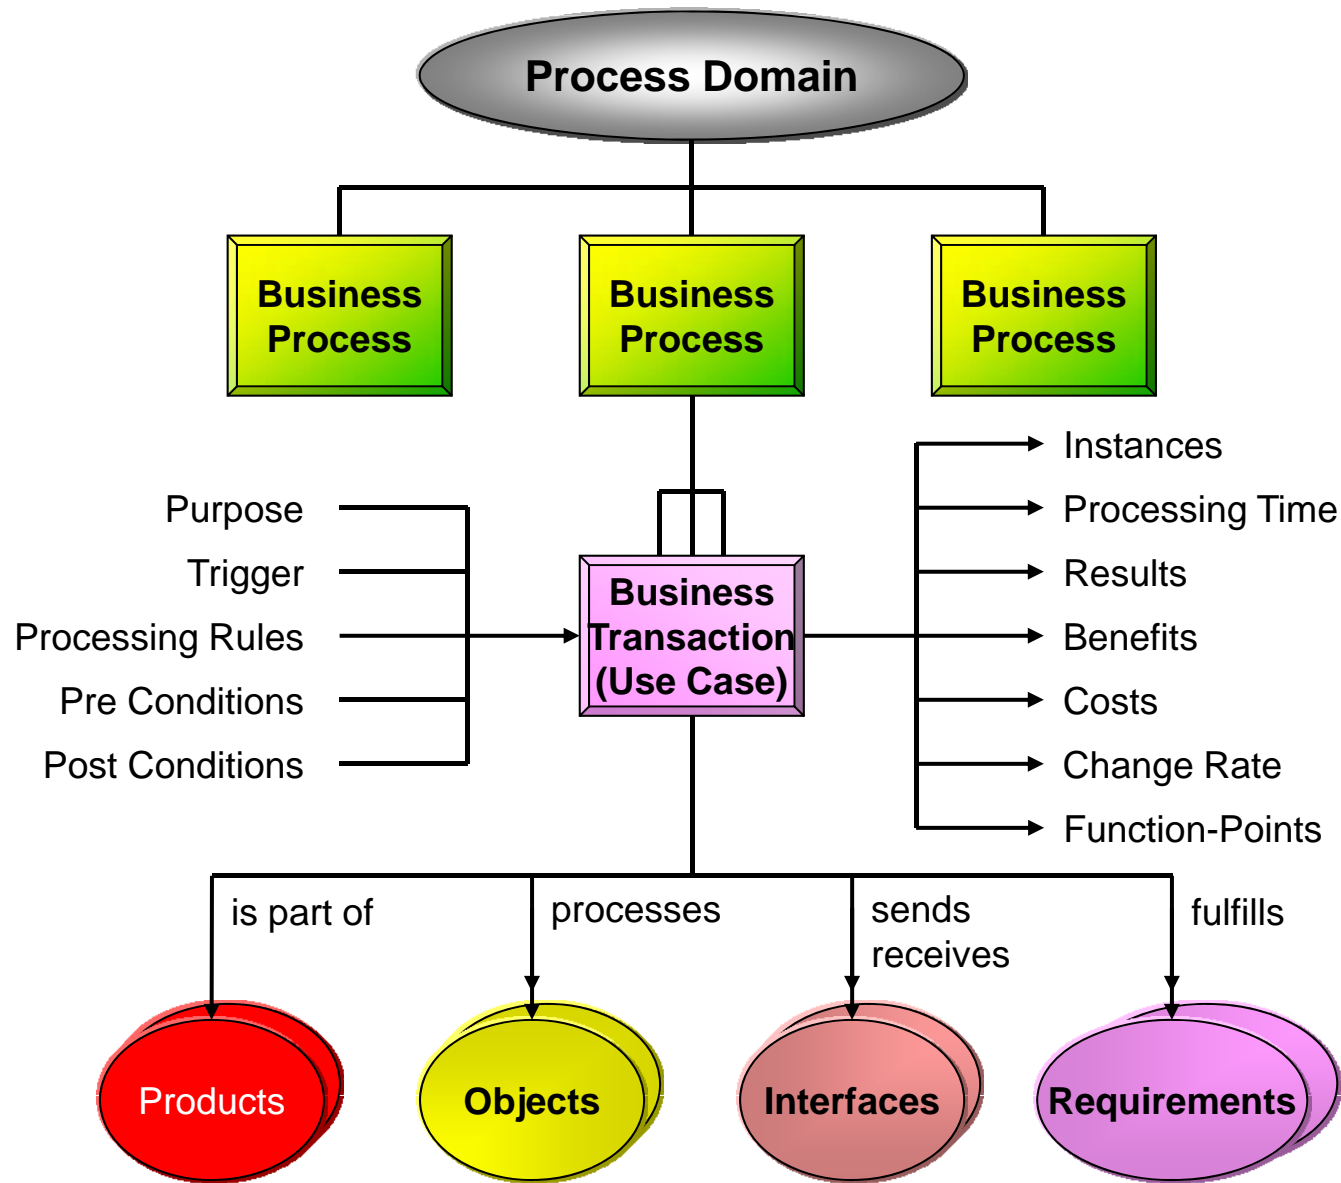 Process Domain
Business
Process
Business
Process
Business
Process
Purpose
Trigger
Processing Rules
Pre Conditions
Post Conditions
Business
Transaction
(Use Case)
Instances
Processing Time
Results
Benefits
Costs
Change Rate
Function-Points
is part of
processes
sends
receives
fulfills
Products
Objects
Interfaces
Requirements